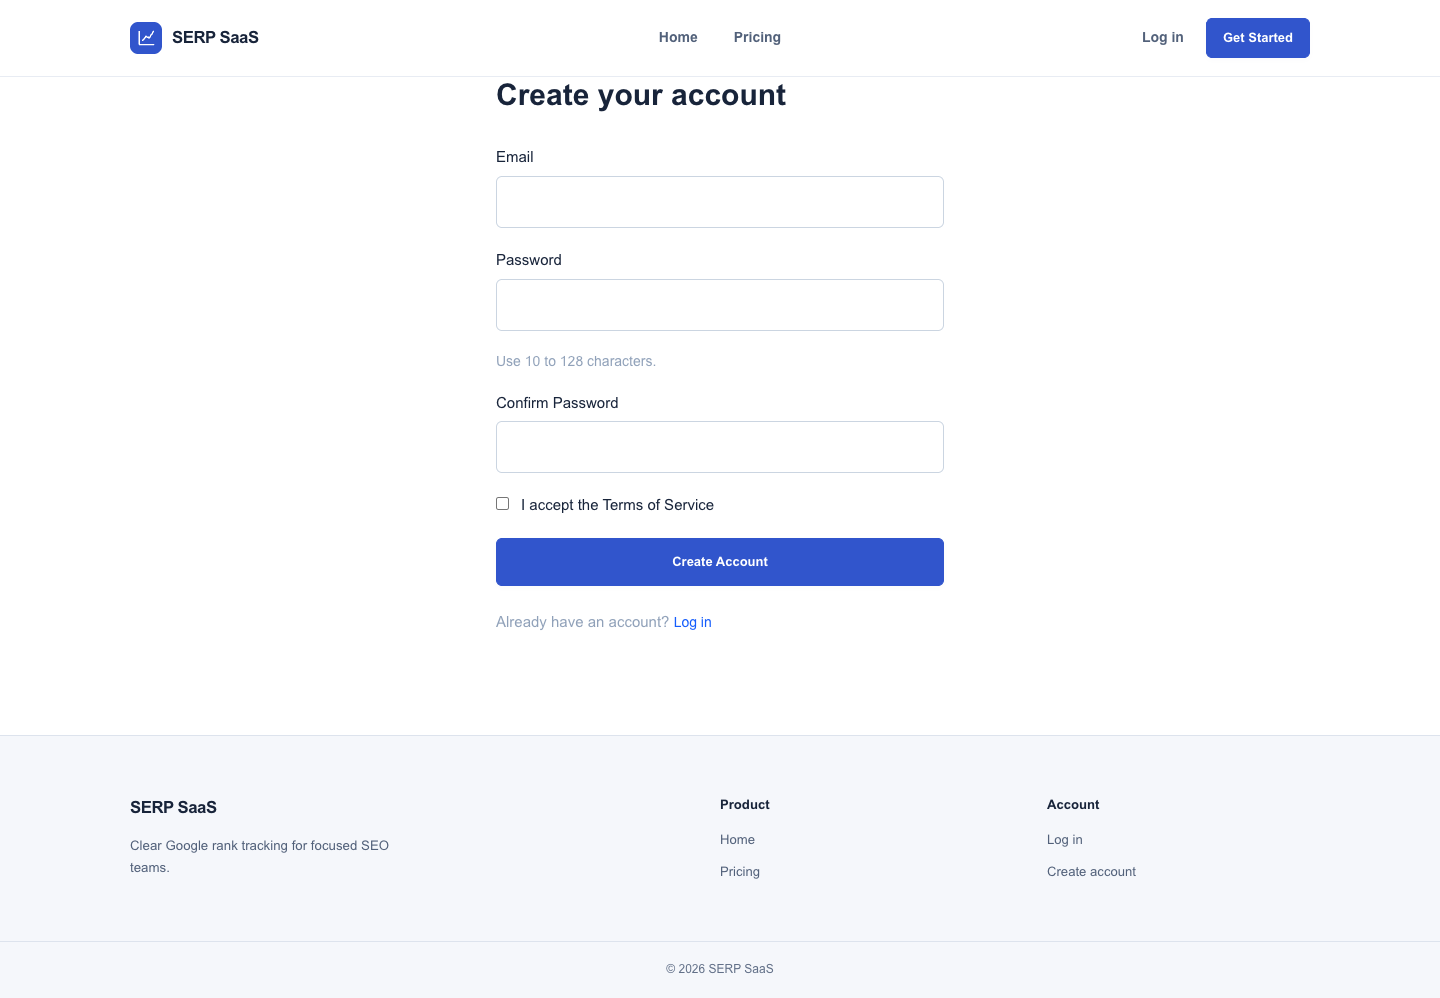 SERP SaaS
Home
Pricing
Log in
Get Started
Create your account
Email
Password
Use 10 to 128 characters.
Confirm Password
I accept the Terms of Service
Create Account
Already have an account? Log in
SERP SaaS
Clear Google rank tracking for focused SEO
teams.
Product
Home
Pricing
Account
Log in
Create account
© 2026 SERP SaaS